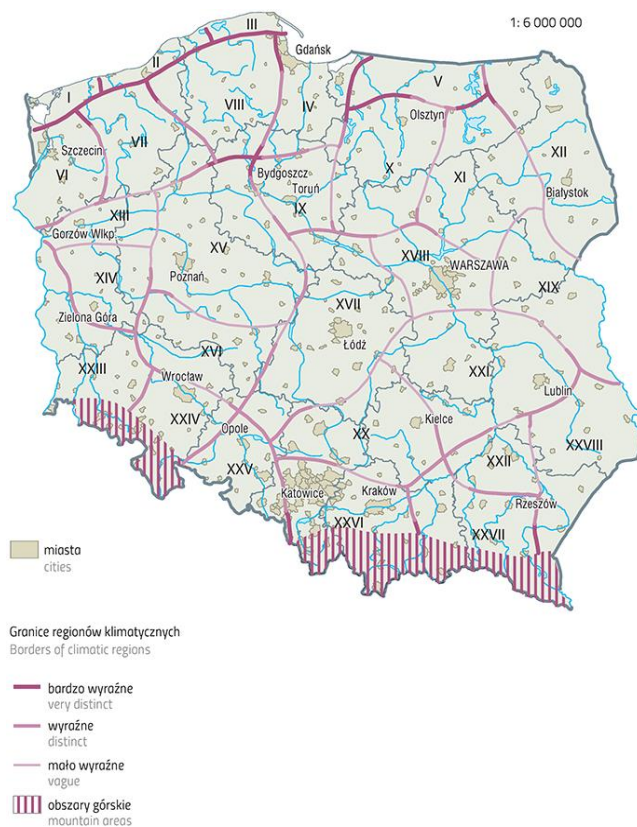 1: 6 000 000
III
Gdańsk
II
I
VIII
IV
V
Olsztyn
Szczecin
VII
VI
XII
X
XI
Bydgoszcz
Toruń
Białystok
IX
XIII
Gorzów Wlkp.
XV
XVIII
WARSZAWA
Poznań
XIV
XIX
XVII
Zielona Góra
Łódź
XVI
XXIII
Wrocław
XXI
Lublin
XXIV
Opole
XX
Kielce
XXVIII
XXV
XXII
Katowice
Kraków
Rzeszów
XXVI
XXVII
miasta
cities
Granice regionów klimatycznych
Borders of climatic regions
bardzo wyraźne
very distinct
wyraźne
distinct
mało wyraźne
vague
obszary górskie
mountain areas